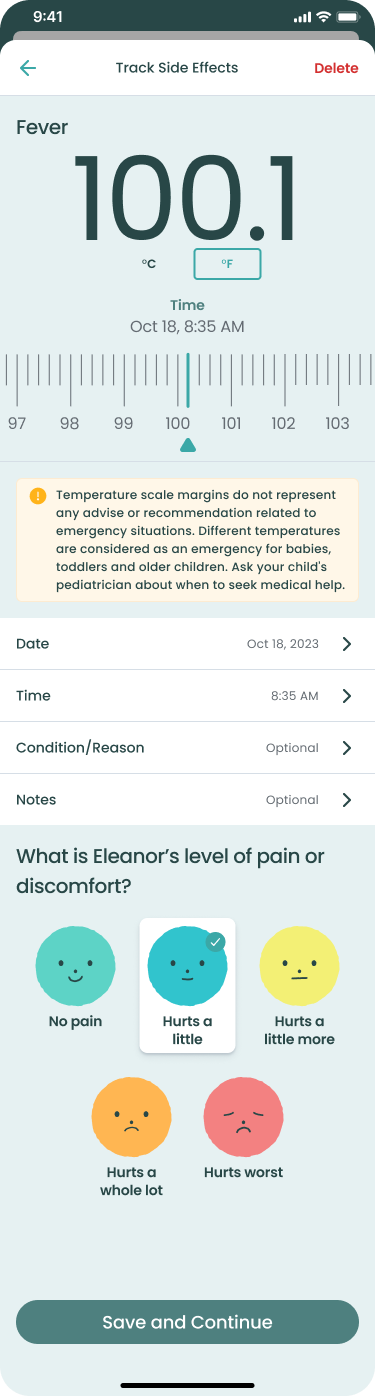 9:41
Track Side Effects
Delete
Fever
100.1
°C
°F
Time
Oct 18, 8:35 AM
97 98 99 100 101 102 103
! Temperature scale margins do not represent
any advise or recommendation related to
emergency situations. Different temperatures
are considered as an emergency for babies,
toddlers and older children. Ask your child's
pediatrician about when to seek medical help.
Date Oct 18, 2023
Time 8:35 AM
Condition/Reason Optional
Notes Optional
What is Eleanor’s level of pain or
discomfort?
No pain
Hurts a
little
Hurts a
little more
Hurts a
whole lot
Hurts worst
Save and Continue